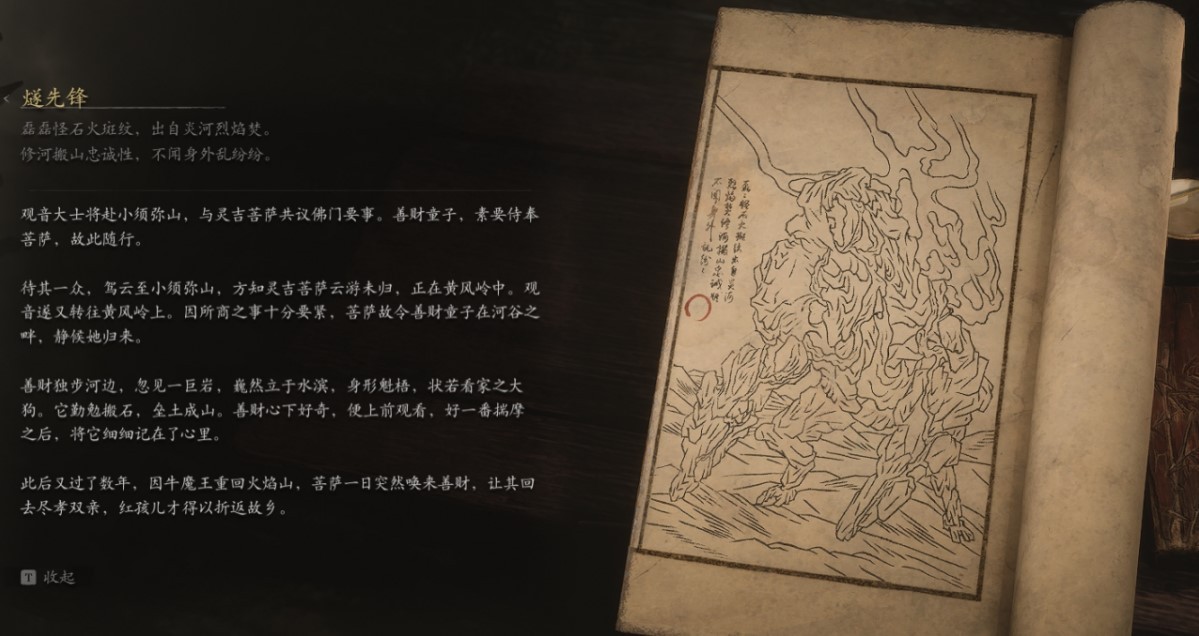 燧先锋
磊磊怪石火斑纹，出自炎河烈焰焚。
修河搬山忠诚性，不闻身外乱纷纷。
观音大士将赴小须弥山，与灵吉菩萨共议佛门要事。善财童子，素要侍奉
菩萨，故此随行。
待其一众，驾云至小须弥山，方知灵吉菩萨云游未归，正在黄风岭中。观
音遂又转往黄风岭上。因所商之事十分要紧，菩萨故令善财童子在河谷之
畔，静候她归来。
善财独步河边，忽见一巨岩，巍然立于水滨，身形魁梧，状若看家之大
狗。它勤勉搬石，垒土成山。善财心下好奇，便上前观看，好一番揣摩
之后，将它细细记在了心里。
此后又过了数年，因牛魔王重回火焰山，菩萨一日突然唤来善财，让其回
去尽孝双亲，红孩儿才得以折返故乡。
T 收起